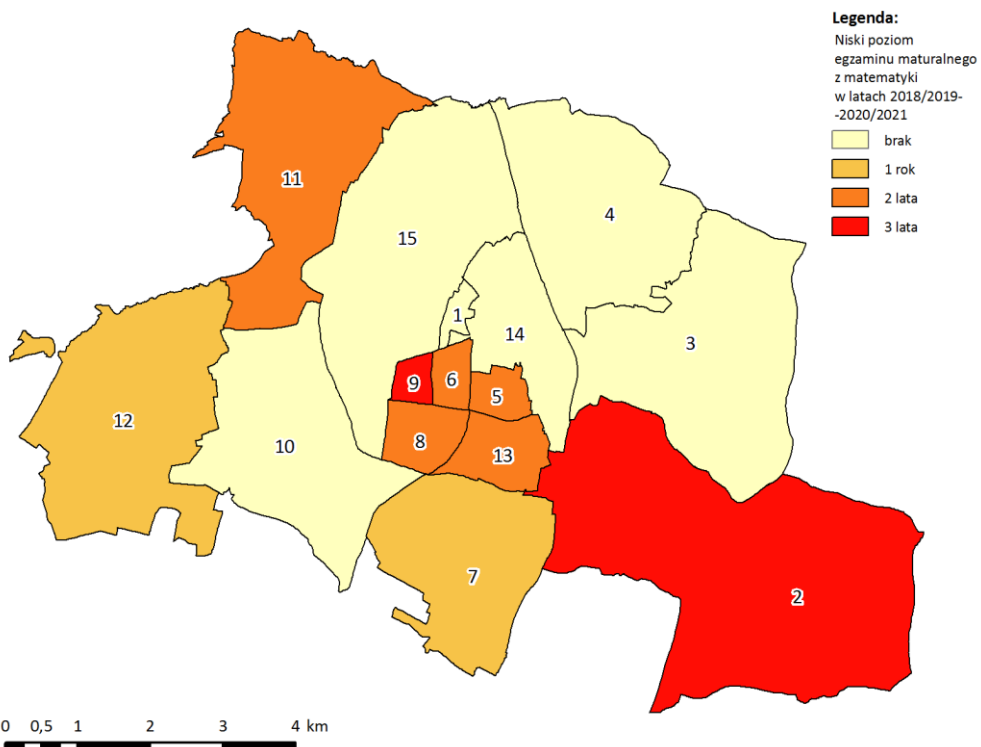 Legenda:
Niski poziom
egzaminu maturalnego
z matematyki
w latach 2018/2019-
-2020/2021
brak
1 rok
2 lata
3 lata
11
4
15
1
14
3
9
6
5
12
8
10
13
7
2
0 0,5 1 2 3 4 km